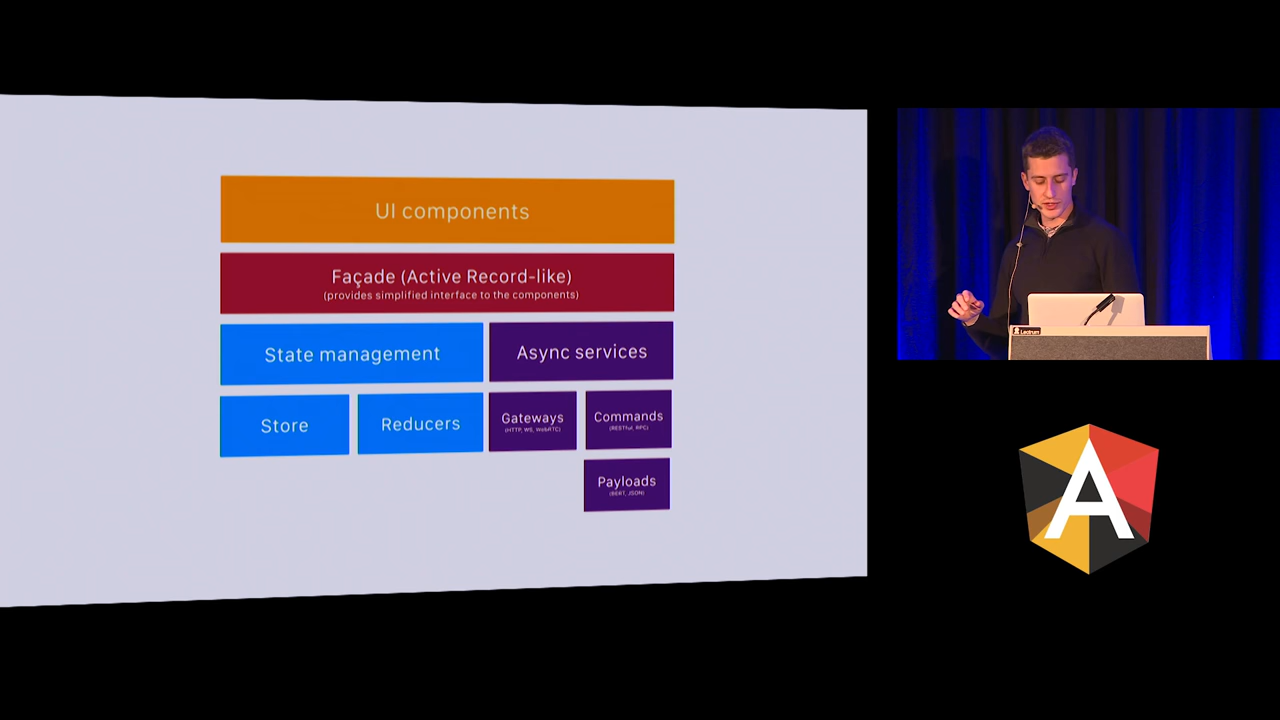 UI components
Façade (Active Record-like)
(provides simplified interface to the components)
State management
Async services
Store
Reducers
Gateways
(HTTP, WS, WebRTC)
Commands
(RESTful, RPC)
Payloads
(BERT, JSON)
Lectrum
A